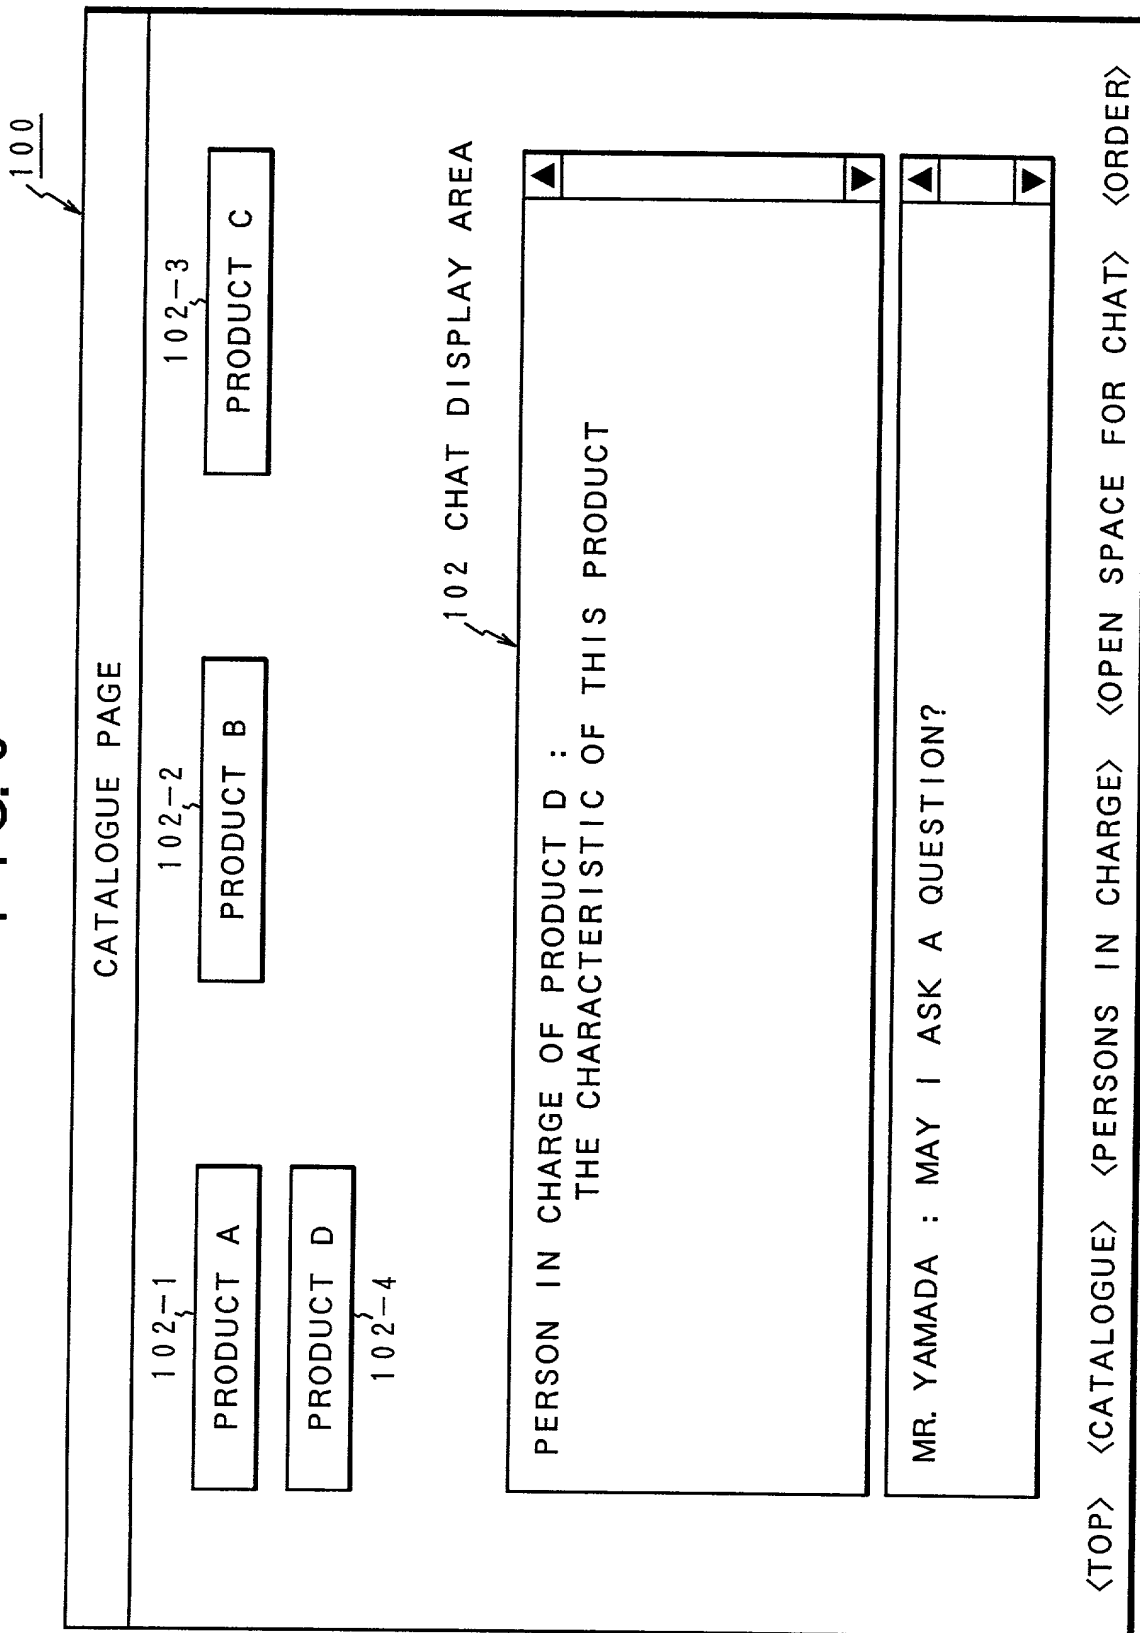 100
CATALOGUE PAGE
102-1
102-2
102-3
PRODUCT A
PRODUCT B
PRODUCT C
PRODUCT D
102-4
102 CHAT DISPLAY AREA
PERSON IN CHARGE OF PRODUCT D :
THE CHARACTERISTIC OF THIS PRODUCT
MR. YAMADA : MAY I ASK A QUESTION?
<TOP> <CATALOGUE> <PERSONS IN CHARGE> <OPEN SPACE FOR CHAT> <ORDER>